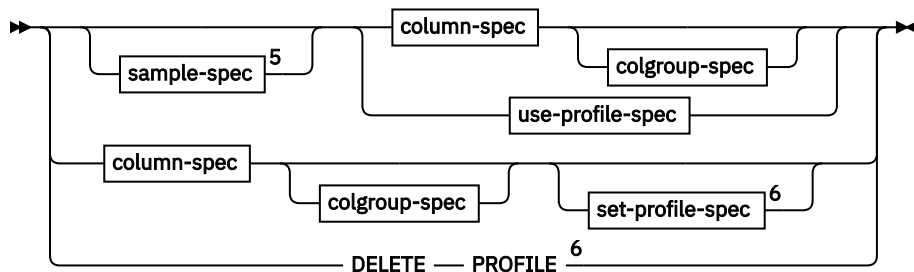 column-spec
sample-spec 5
colgroup-spec
use-profile-spec
column-spec
colgroup-spec
set-profile-spec 6
DELETE PROFILE 6